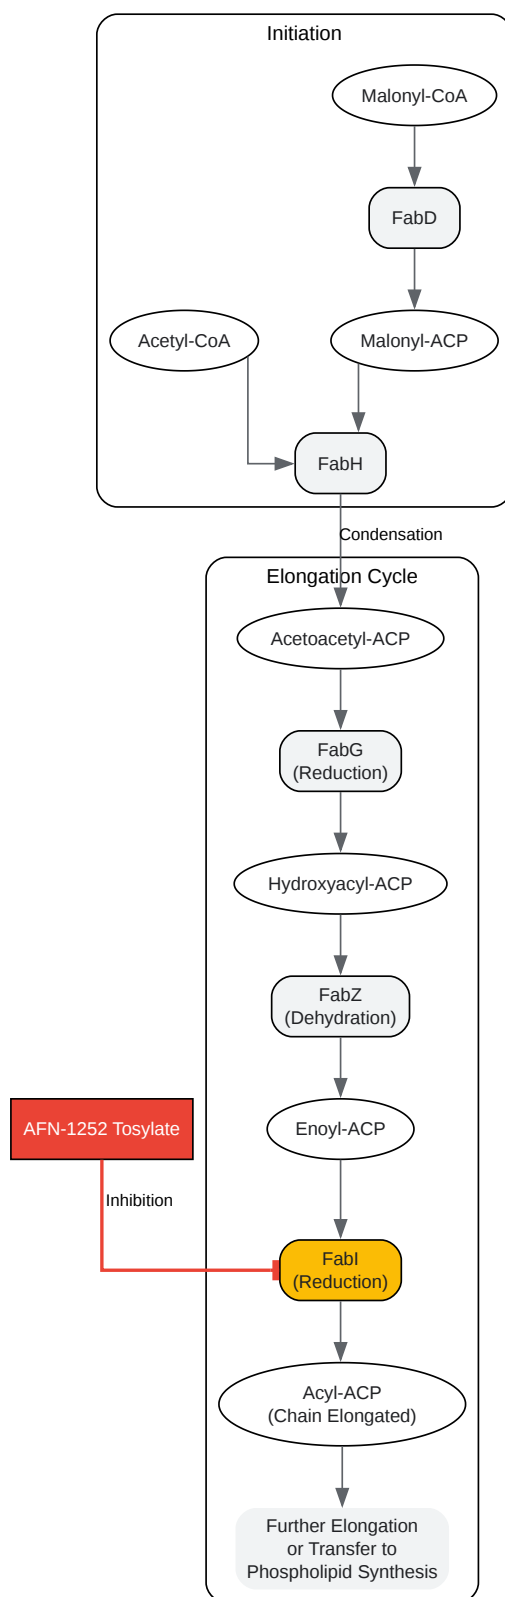 Initiation
Malonyl-CoA
FabD
Acetyl-CoA
Malonyl-ACP
FabH
Condensation
Elongation Cycle
Acetoacetyl-ACP
FabG
(Reduction)
Hydroxyacyl-ACP
FabZ
(Dehydration)
AFN-1252 Tosylate
Enoyl-ACP
Inhibition
FabI
(Reduction)
Acyl-ACP
(Chain Elongated)
Further Elongation
or Transfer to
Phospholipid Synthesis